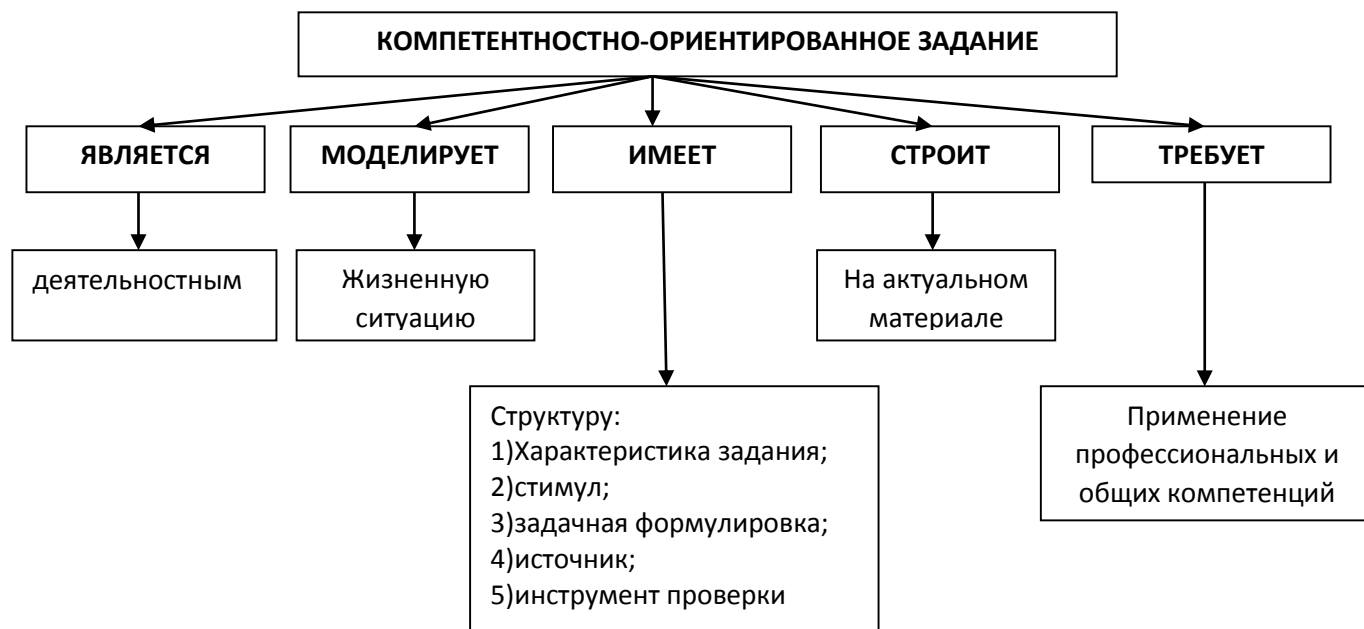 КОМПЕТЕНТНОСТНО-ОРИЕНТИРОВАННОЕ ЗАДАНИЕ
ЯВЛЯЕТСЯ
МОДЕЛИРУЕТ
ИМЕЕТ
СТРОИТ
ТРЕБУЕТ
деятельностным
Жизненную
ситуацию
На актуальном
материале
Структуру:
1)Характеристика задания;
2)стимул;
3)задачная формулировка;
4)источник;
5)инструмент проверки
Применение
профессиональных и
общих компетенций